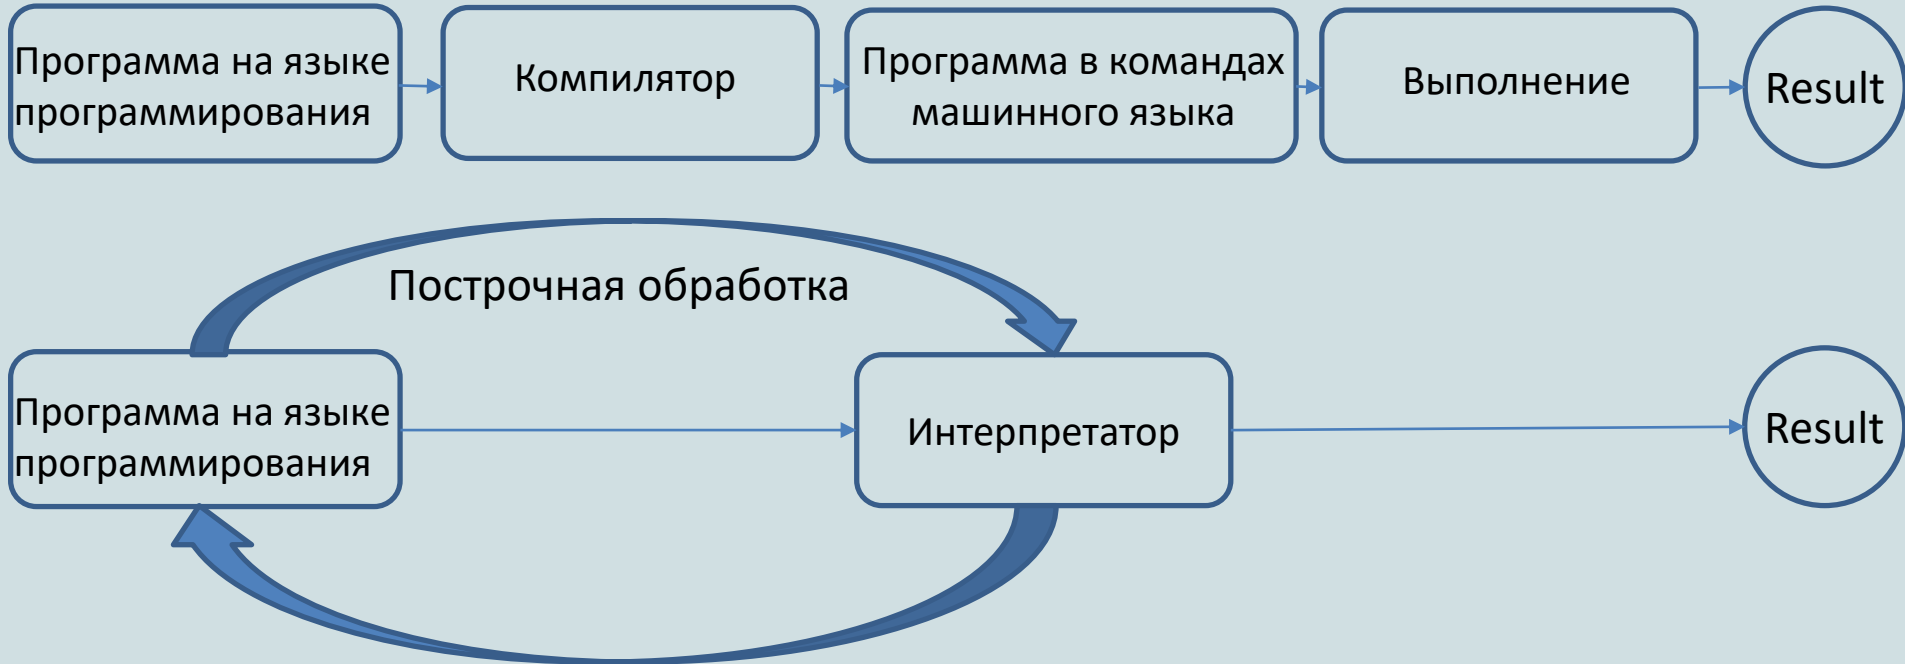 Программа на языке
программирования
Компилятор
Программа в командах
машинного языка
Выполнение
Result
Построчная обработка
Программа на языке
программирования
Интерпретатор
Result